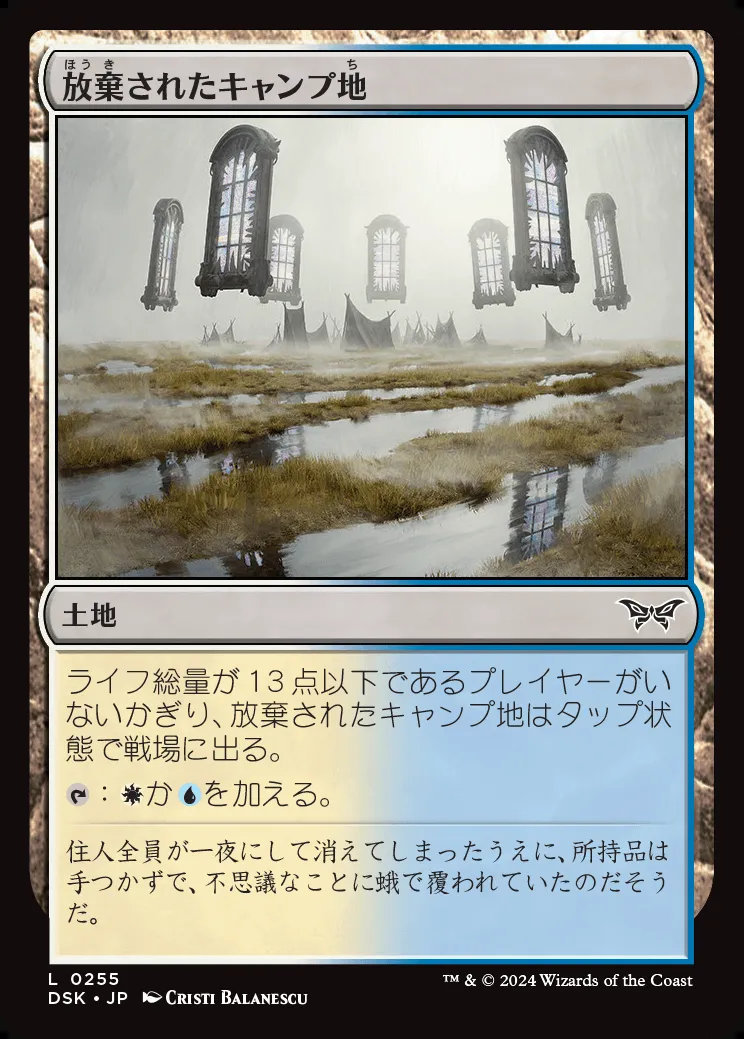 ほうき ち
放棄されたキャンプ地
土地
ライフ総量が13点以下であるプレイヤーがい
ないかぎり、放棄されたキャンプ地はタップ状
態で戦場に出る。
：か を加える。
住人全員が一夜にして消えてしまったうえに、所持品は
手つかずで、不思議なことに蛾で覆われていたのだそう
だ。
L 0255
DSK • JP CRISTI BALANESCU
™ & © 2024 Wizards of the Coast